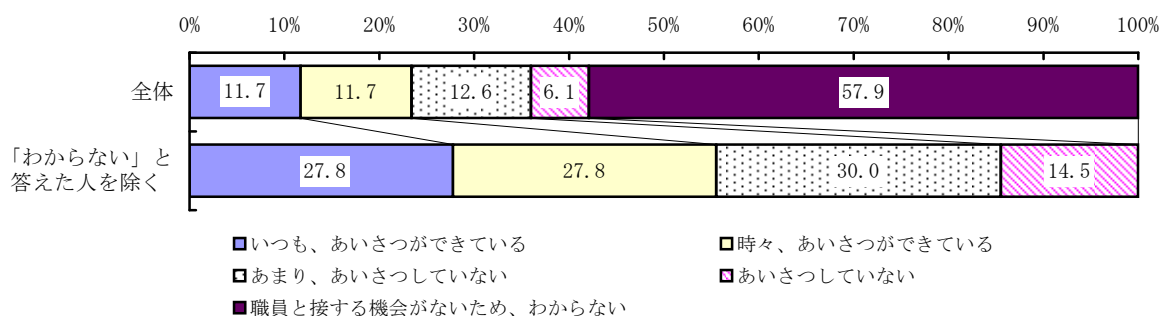 0% 10% 20% 30% 40% 50% 60% 70% 80% 90% 100%
全体 11.7 11.7 12.6 6.1 57.9
「わからない」と
答えた人を除く 27.8 27.8 30.0 14.5
いつも、あいさつができている 時々、あいさつができている
あまり、あいさつしていない あいさつしていない
職員と接する機会がないため、わからない